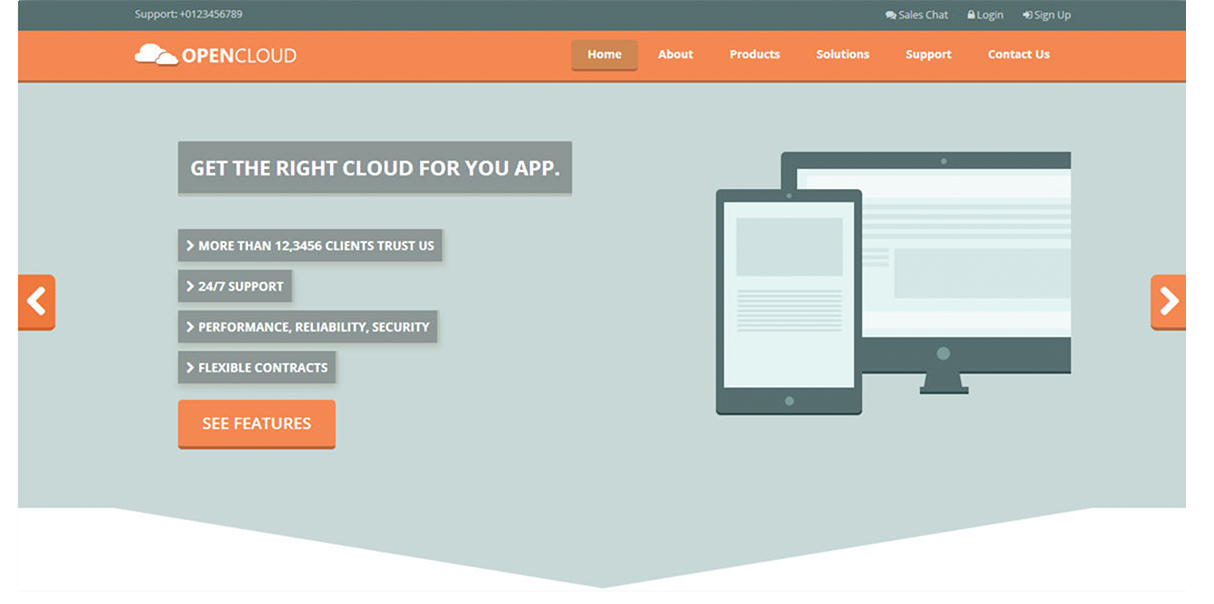 Support: +0123456789 Sales Chat Login Sign Up
OPENCLOUD Home About Products Solutions Support Contact Us
GET THE RIGHT CLOUD FOR YOU APP.
MORE THAN 12,3456 CLIENTS TRUST US
24/7 SUPPORT
PERFORMANCE, RELIABILITY, SECURITY
FLEXIBLE CONTRACTS
SEE FEATURES